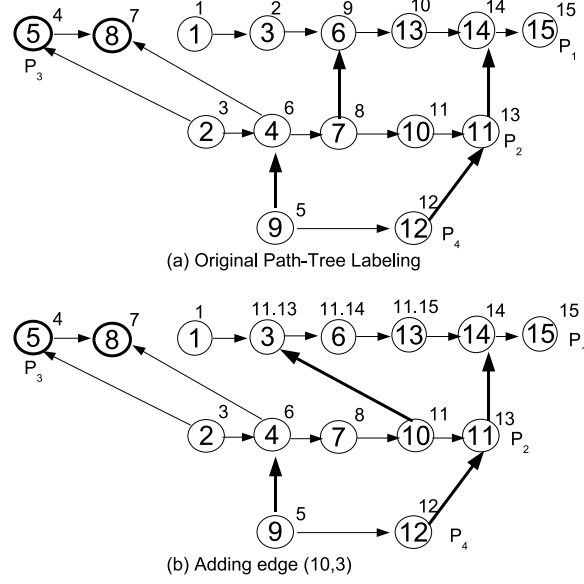 1 2 9 10 14 15
4 7
5 8 1 3 6 13 14 15
P3 P1
3 6 8 11 13
2 4 7 10 11
P2
5 12
9 12
P4
(a) Original Path-Tree Labeling
1 11.13 11.14 11.15 14 15
4 7
5 8 1 3 6 13 14 15
P3 P
3 6 8 11 13
2 4 7 10 11
P2
5 12
9 12
P4
(b) Adding edge (10,3)